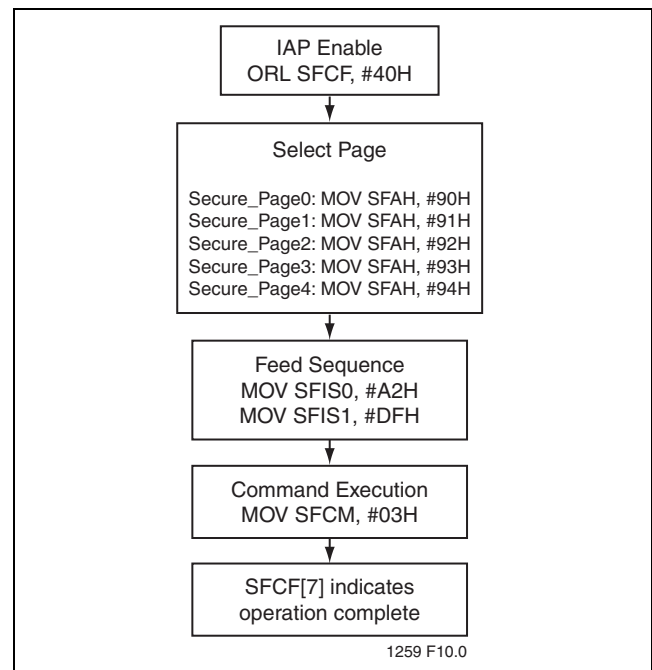 IAP Enable
ORL SFCF, #40H
Select Page
Secure_Page0: MOV SFAH, #90H
Secure_Page1: MOV SFAH, #91H
Secure_Page2: MOV SFAH, #92H
Secure_Page3: MOV SFAH, #93H
Secure_Page4: MOV SFAH, #94H
Feed Sequence
MOV SFIS0, #A2H
MOV SFIS1, #DFH
Command Execution
MOV SFCM, #03H
SFCF[7] indicates
operation complete
1259 F10.0